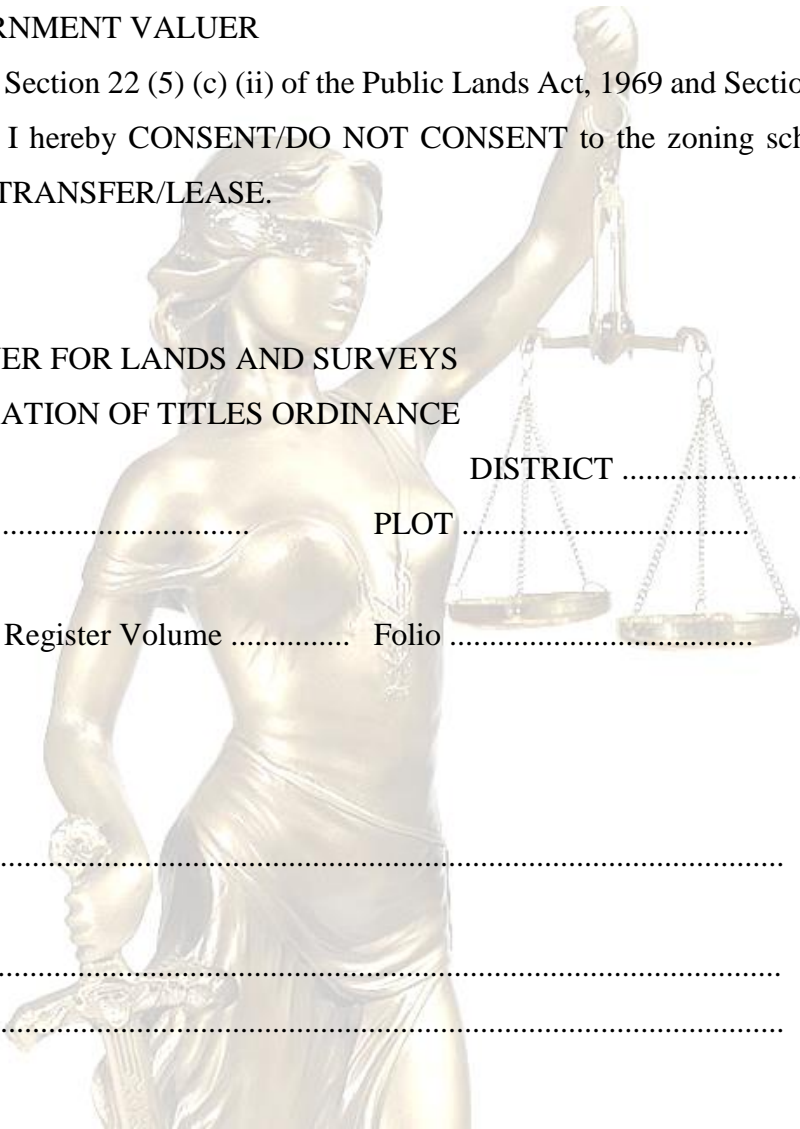 RNMENT VALUER
Section 22 (5) (c) (ii) of the Public Lands Act, 1969 and Sectio
I hereby CONSENT/DO NOT CONSENT to the zoning sch
TRANSFER/LEASE.
ER FOR LANDS AND SURVEYS
ATION OF TITLES ORDINANCE
DISTRICT ......................
.............................. PLOT ...................................
Register Volume .............. Folio .....................................
................................................................................................
................................................................................................
................................................................................................